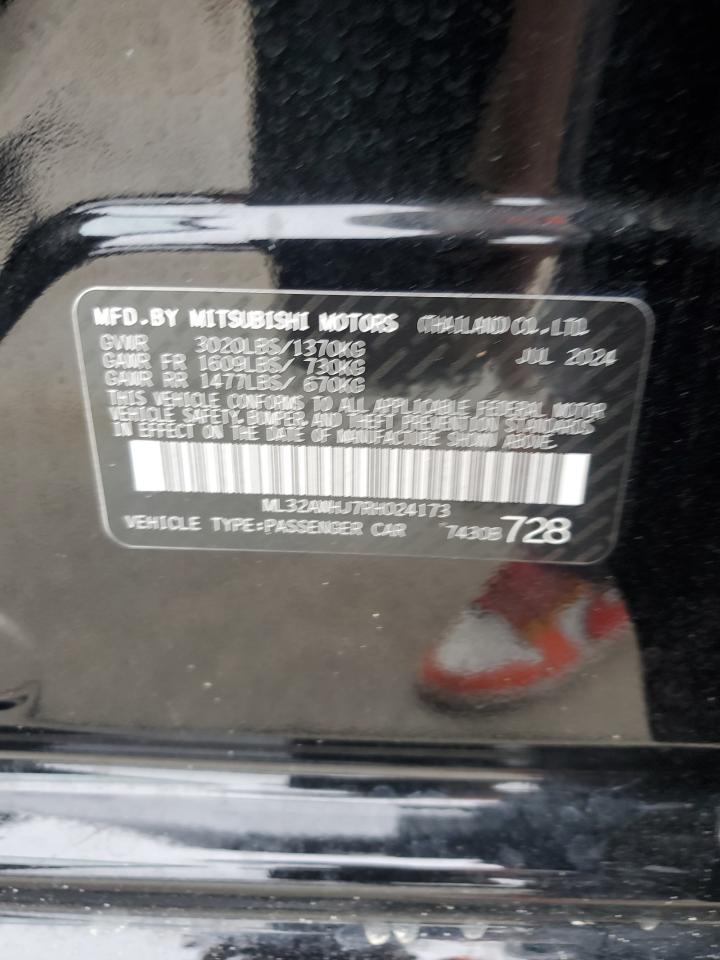 MFD.BY MITSUBISHI MOTORS (THAILAND) CO.,LTD.
GVWR 3020LBS/1370KG JUL 2024
GAWR FR 1609LBS/ 730KG
GAWR RR 1477LBS/ 670KG
THIS VEHICLE CONFORMS TO ALL APPLICABLE FEDERAL MOTOR
VEHICLE SAFETY, BUMPER, AND THEFT PREVENTION STANDARDS
IN EFFECT ON THE DATE OF MANUFACTURE SHOWN ABOVE.
ML32AWHJ7RH024173
VEHICLE TYPE:PASSENGER CAR 7430B 728